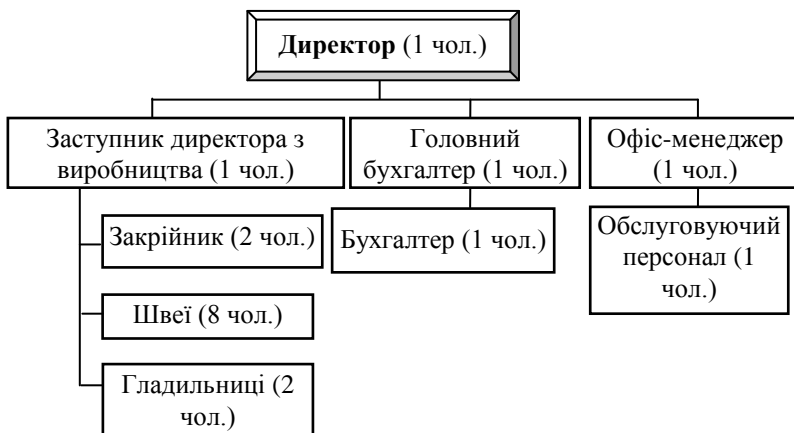 Директор (1 чол.)
Заступник директора з
виробництва (1 чол.)
Головний
бухгалтер (1 чол.)
Офіс-менеджер
(1 чол.)
Закрійник (2 чол.)
Бухгалтер (1 чол.)
Обслуговуючий
персонал (1
чол.)
Швеї (8 чол.)
Гладильниці (2
чол.)